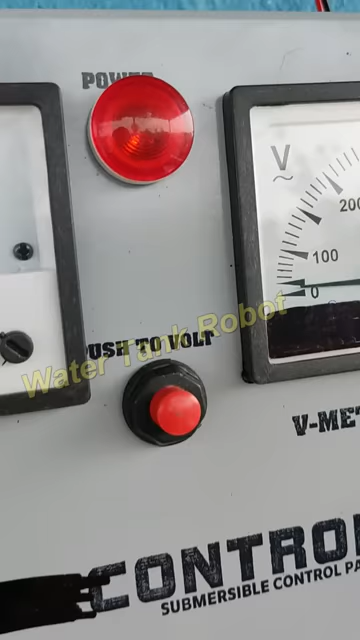 POWER
V
~
200
100
0
PUSH TO VOLT
Water Tank Robot
V-MET
CONTROL
SUBMERSIBLE CONTROL PA